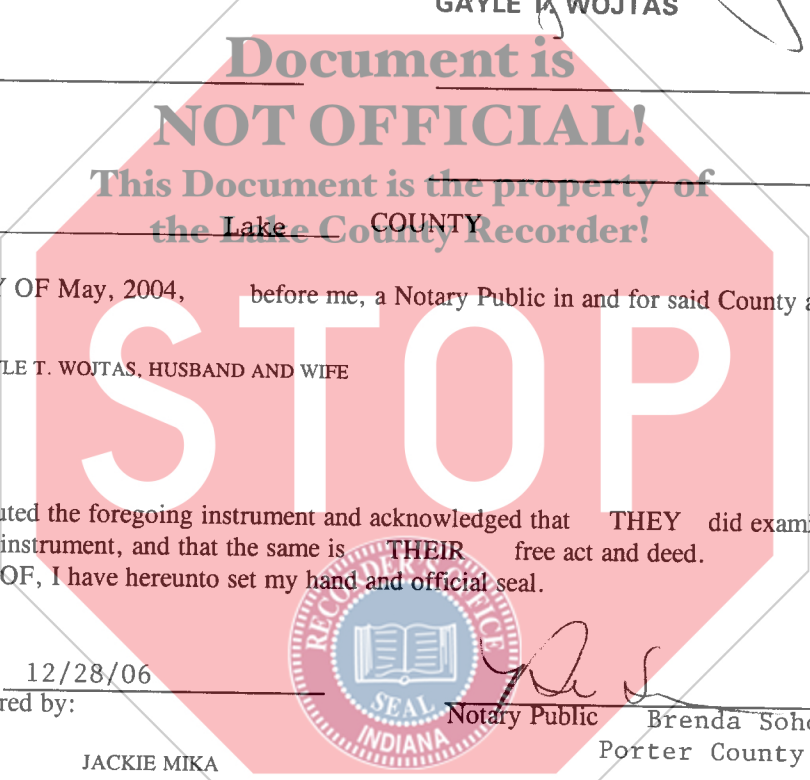 GAYLE T. WOJTAS
Document is
NOT OFFICIAL!
This Document is the property of
the Lake County Recorder!
Lake COUNTY
Y OF May, 2004, before me, a Notary Public in and for said County a
LE T. WOJTAS, HUSBAND AND WIFE
STOP
uted the foregoing instrument and acknowledged that THEY did exami
instrument, and that the same is THEIR free act and deed.
OF, I have hereunto set my hand and official seal.
RECORDER'S OFFICE
SEAL
INDIANA
12/28/06
red by:
Notary Public Brenda Soho
Porter County
JACKIE MIKA